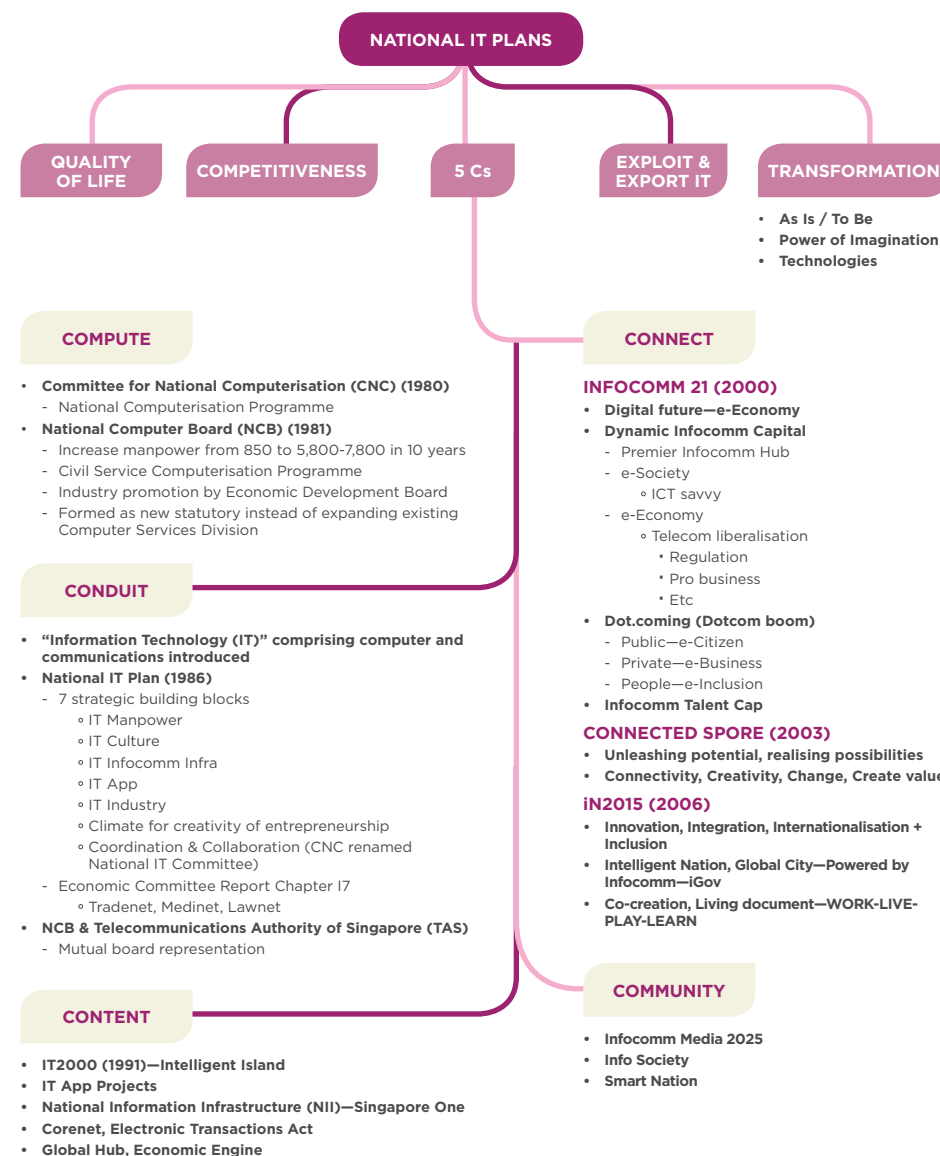 NATIONAL IT PLANS
QUALITY
OF LIFE
COMPETITIVENESS
5 Cs
EXPLOIT &
EXPORT IT
TRANSFORMATION
• As Is / To Be
• Power of Imagination
• Technologies
COMPUTE
• Committee for National Computerisation (CNC) (1980)
- National Computerisation Programme
• National Computer Board (NCB) (1981)
- Increase manpower from 850 to 5,800-7,800 in 10 years
- Civil Service Computerisation Programme
- Industry promotion by Economic Development Board
- Formed as new statutory instead of expanding existing
Computer Services Division
CONDUIT
• “Information Technology (IT)” comprising computer and
communications introduced
• National IT Plan (1986)
- 7 strategic building blocks
∘ IT Manpower
∘ IT Culture
∘ IT Infocomm Infra
∘ IT App
∘ IT Industry
∘ Climate for creativity of entrepreneurship
∘ Coordination & Collaboration (CNC renamed
National IT Committee)
- Economic Committee Report Chapter I7
∘ Tradenet, Medinet, Lawnet
• NCB & Telecommunications Authority of Singapore (TAS)
- Mutual board representation
CONTENT
• IT2000 (1991)—Intelligent Island
• IT App Projects
• National Information Infrastructure (NII)—Singapore One
• Corenet, Electronic Transactions Act
• Global Hub, Economic Engine
CONNECT
INFOCOMM 21 (2000)
• Digital future—e-Economy
• Dynamic Infocomm Capital
- Premier Infocomm Hub
- e-Society
∘ ICT savvy
- e-Economy
∘ Telecom liberalisation
• Regulation
• Pro business
• Etc
• Dot.coming (Dotcom boom)
- Public—e-Citizen
- Private—e-Business
- People—e-Inclusion
• Infocomm Talent Cap
CONNECTED SPORE (2003)
• Unleashing potential, realising possibilities
• Connectivity, Creativity, Change, Create value
iN2015 (2006)
• Innovation, Integration, Internationalisation +
Inclusion
• Intelligent Nation, Global City—Powered by
Infocomm—iGov
• Co-creation, Living document—WORK-LIVE-
PLAY-LEARN
COMMUNITY
• Infocomm Media 2025
• Info Society
• Smart Nation